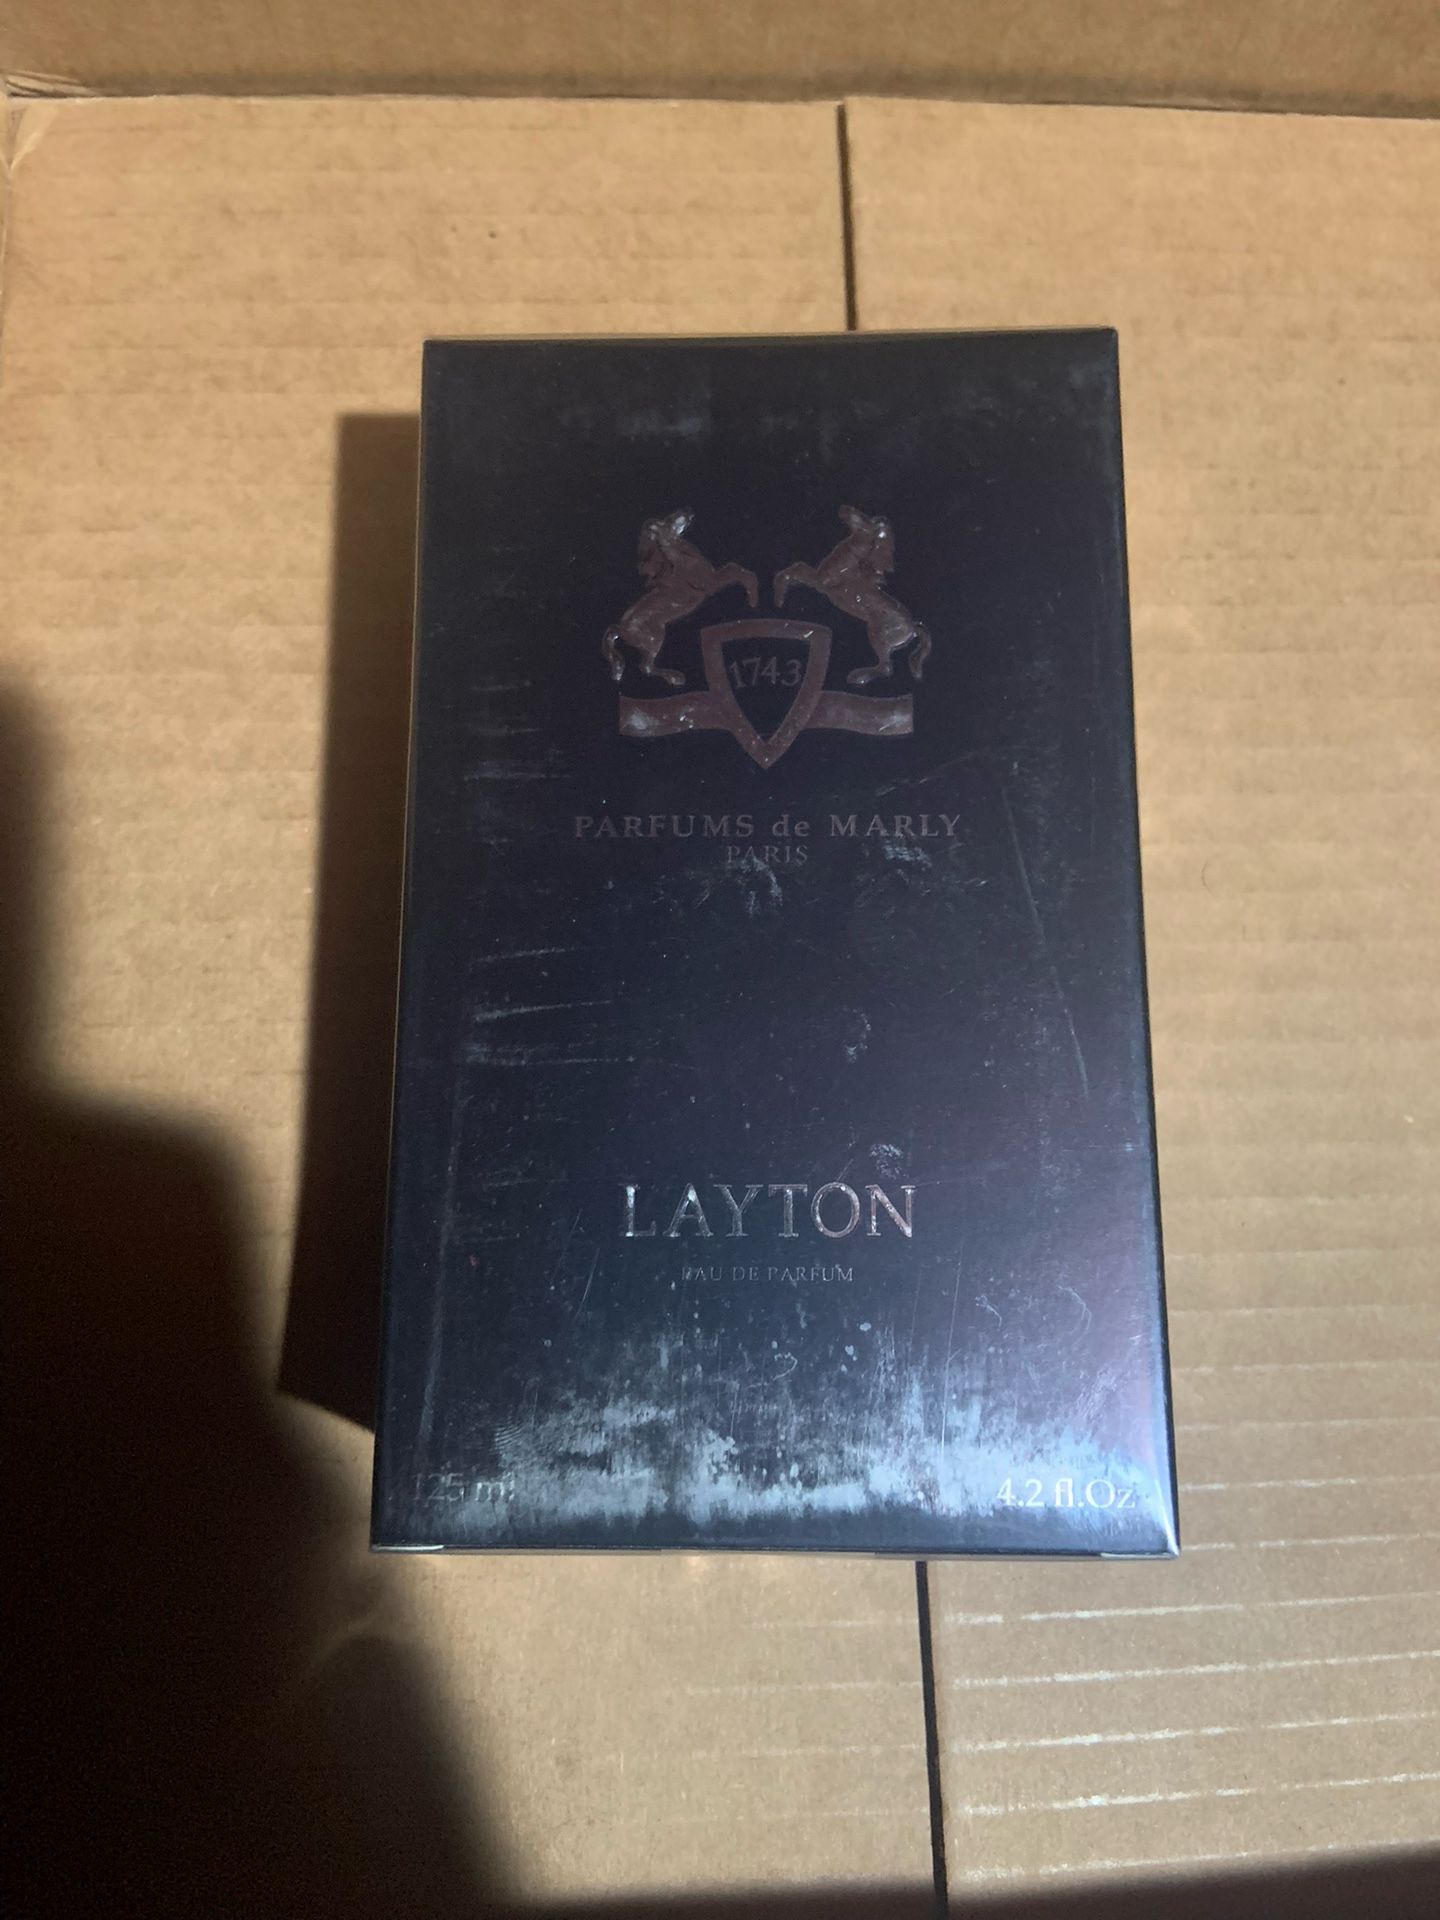 1743
PARFUMS de MARLY
PARIS
LAYTON
EAU DE PARFUM
125 ml
4.2 fl.Oz